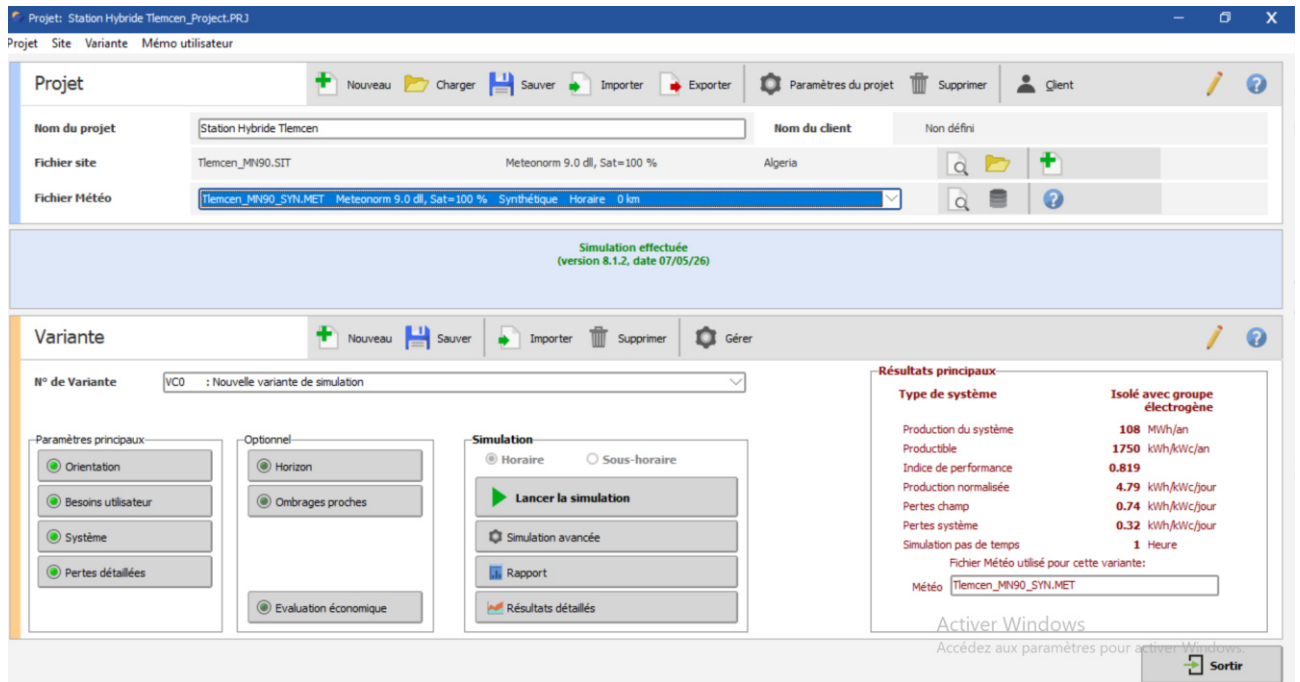 Projet: Station Hybride Tlemcen_Project.PRJ
Projet Site Variante Mémo utilisateur
Projet
Nouveau Charger Sauver Importer Exporter Paramètres du projet Supprimer Client
Nom du projet Station Hybride Tlemcen Nom du client Non défini
Fichier site Tlemcen_MN90.SIT Meteonorm 9.0 dll, Sat=100 % Algeria
Fichier Météo Tlemcen_MN90_SYN.MET Meteonorm 9.0 dll, Sat=100 % Synthétique Horaire 0 km
Simulation effectuée
(version 8.1.2, date 07/05/26)
Variante
Nouveau Sauver Importer Supprimer Gérer
N° de Variante VC0 : Nouvelle variante de simulation
Paramètres principaux
Orientation
Besoins utilisateur
Système
Pertes détaillées
Optionnel
Horizon
Ombrages proches
Evaluation économique
Simulation
Horaire Sous-horaire
Lancer la simulation
Simulation avancée
Rapport
Résultats détaillés
Résultats principaux
Type de système Isolé avec groupe
électrogène
Production du système 108 MWh/an
Productible 1750 kWh/kWc/an
Indice de performance 0.819
Production normalisée 4.79 kWh/kWc/jour
Pertes champ 0.74 kWh/kWc/jour
Pertes système 0.32 kWh/kWc/jour
Simulation pas de temps 1 Heure
Fichier Météo utilisé pour cette variante:
Météo Tlemcen_MN90_SYN.MET
Activer Windows
Accédez aux paramètres pour activer Windows.
Sortir